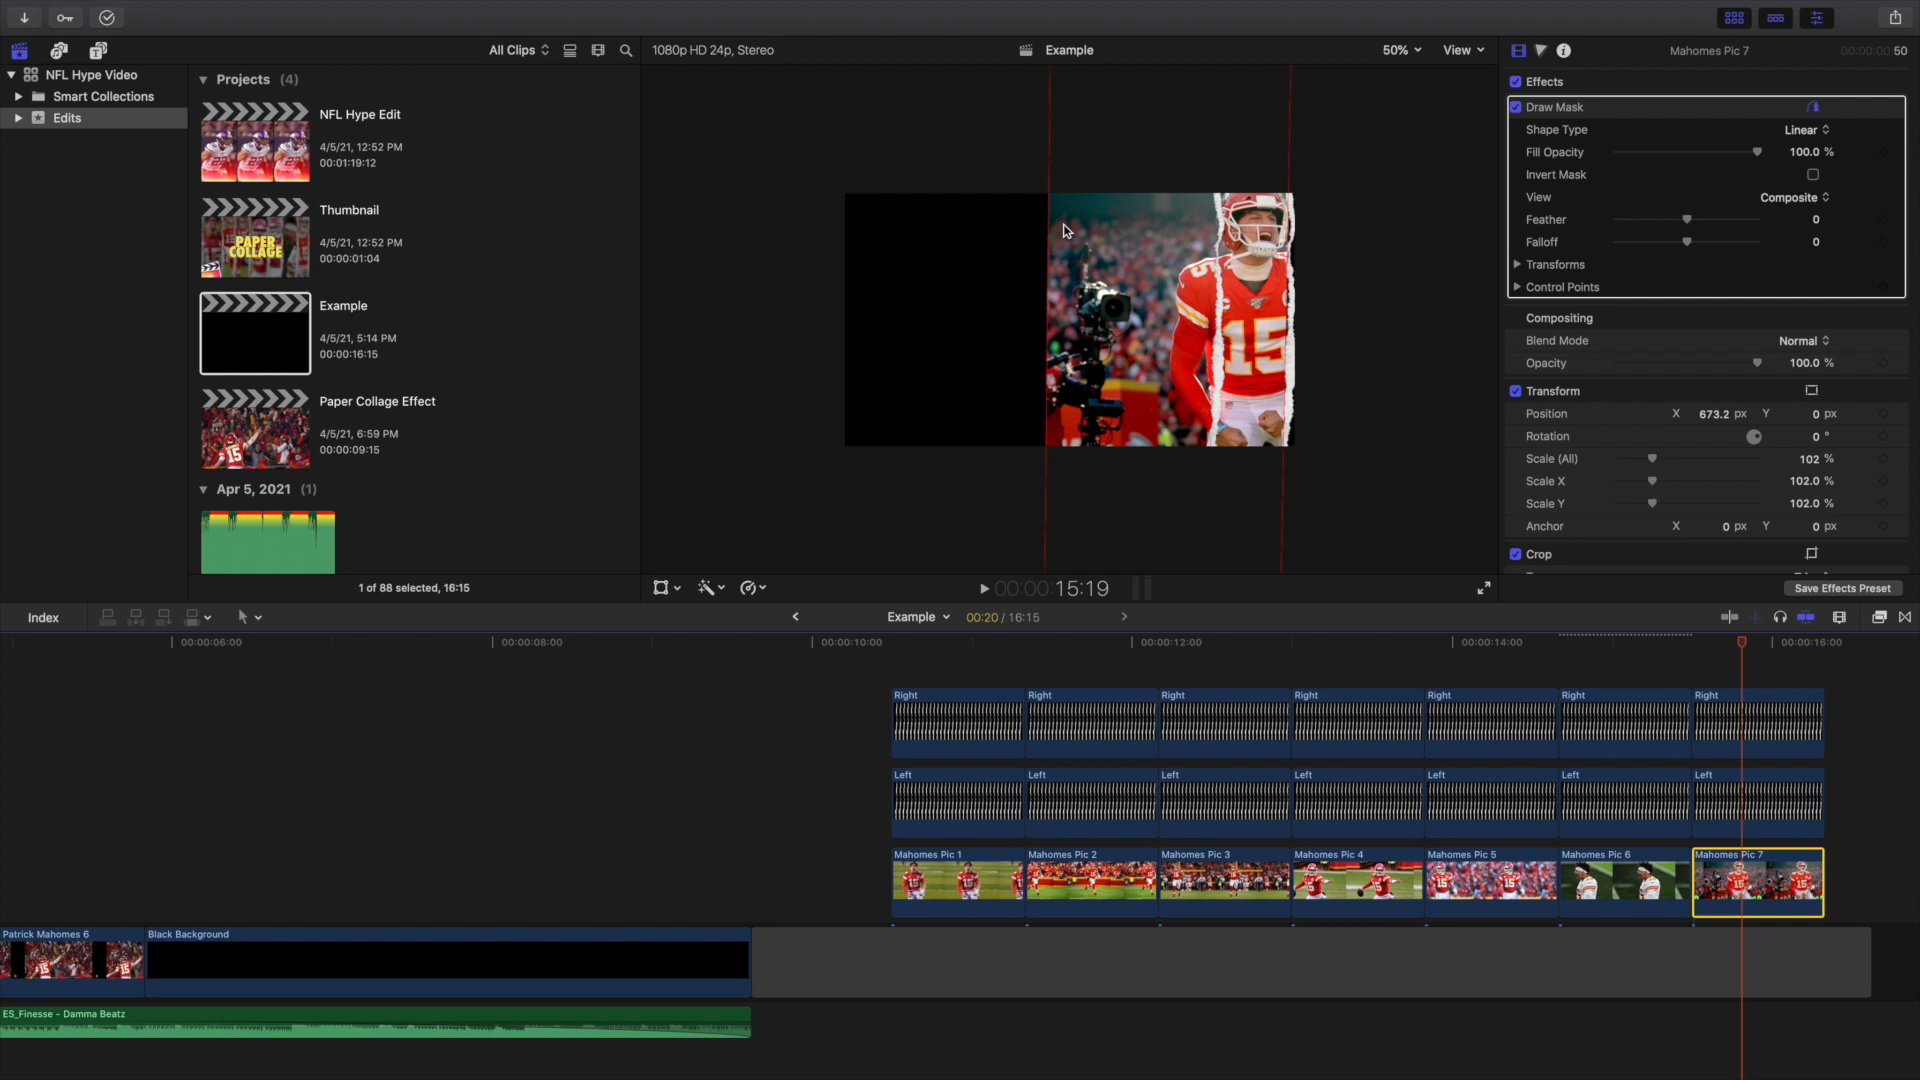 All Clips
1080p HD 24p, Stereo
Example
50%
View
Mahomes Pic 7
00:00:00:50
NFL Hype Video
Smart Collections
Edits
Projects (4)
NFL Hype Edit
4/5/21, 12:52 PM
00:01:19:12
Thumbnail
4/5/21, 12:52 PM
00:00:01:04
PAPER
COLLAGE
Example
4/5/21, 5:14 PM
00:00:16:15
Paper Collage Effect
4/5/21, 6:59 PM
00:00:09:15
15
Apr 5, 2021 (1)
1 of 88 selected, 16:15
15
15
Effects
Draw Mask
Shape Type Linear
Fill Opacity 100.0 %
Invert Mask
View Composite
Feather 0
Falloff 0
Transforms
Control Points
Compositing
Blend Mode Normal
Opacity 100.0 %
Transform
Position X 673.2 px Y 0 px
Rotation 0 °
Scale (All) 102 %
Scale X 102.0 %
Scale Y 102.0 %
Anchor X 0 px Y 0 px
Crop
Save Effects Preset
00:00:15:19
Index
Example
00:20 / 16:15
00:00:06:00
00:00:08:00
00:00:10:00
00:00:12:00
00:00:14:00
00:00:16:00
Right Right Right Right Right Right Right
Left Left Left Left Left Left Left
Mahomes Pic 1 Mahomes Pic 2 Mahomes Pic 3 Mahomes Pic 4 Mahomes Pic 5 Mahomes Pic 6 Mahomes Pic 7
Patrick Mahomes 6
Black Background
ES_Finesse - Damma Beatz